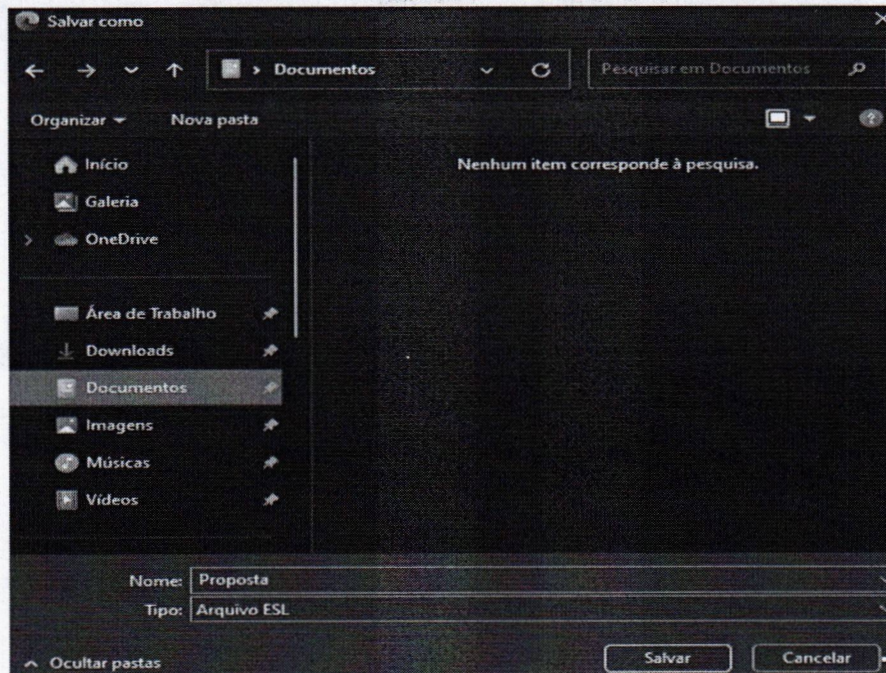 Salvar como
Documentos
Pesquisar em Documentos
Organizar
Nova pasta
Início
Nenhum item corresponde à pesquisa.
Galeria
OneDrive
Área de Trabalho
Downloads
Documentos
Imagens
Músicas
Vídeos
Nome: Proposta
Tipo: Arquivo ESL
Ocultar pastas
Salvar
Cancelar